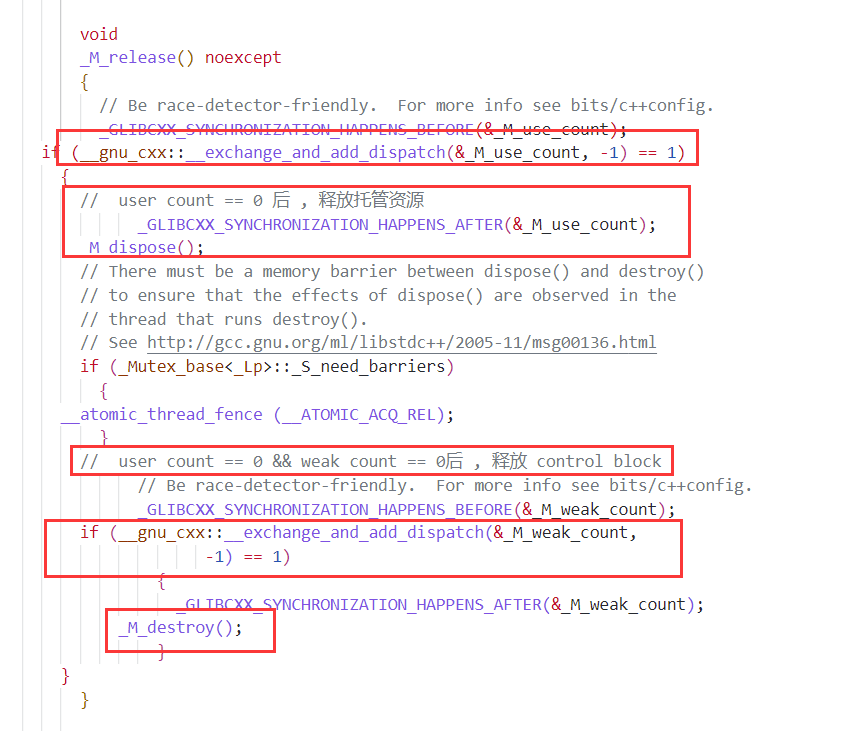 void
_M_release() noexcept
{
// Be race-detector-friendly.  For more info see bits/c++config.
_GLIBCXX_SYNCHRONIZATION_HAPPENS_BEFORE(&_M_use_count);
if (__gnu_cxx::__exchange_and_add_dispatch(&_M_use_count, -1) == 1)
{
//  user count == 0 后 , 释放托管资源
_GLIBCXX_SYNCHRONIZATION_HAPPENS_AFTER(&_M_use_count);
_M_dispose();
// There must be a memory barrier between dispose() and destroy()
// to ensure that the effects of dispose() are observed in the
// thread that runs destroy().
// See http://gcc.gnu.org/ml/libstdc++/2005-11/msg00136.html
if (_Mutex_base<_Lp>::_S_need_barriers)
{
__atomic_thread_fence (__ATOMIC_ACQ_REL);
}
//  user count == 0 && weak count == 0后 , 释放 control block
// Be race-detector-friendly.  For more info see bits/c++config.
_GLIBCXX_SYNCHRONIZATION_HAPPENS_BEFORE(&_M_weak_count);
if (__gnu_cxx::__exchange_and_add_dispatch(&_M_weak_count,
-1) == 1)
{
_GLIBCXX_SYNCHRONIZATION_HAPPENS_AFTER(&_M_weak_count);
_M_destroy();
}
}
}